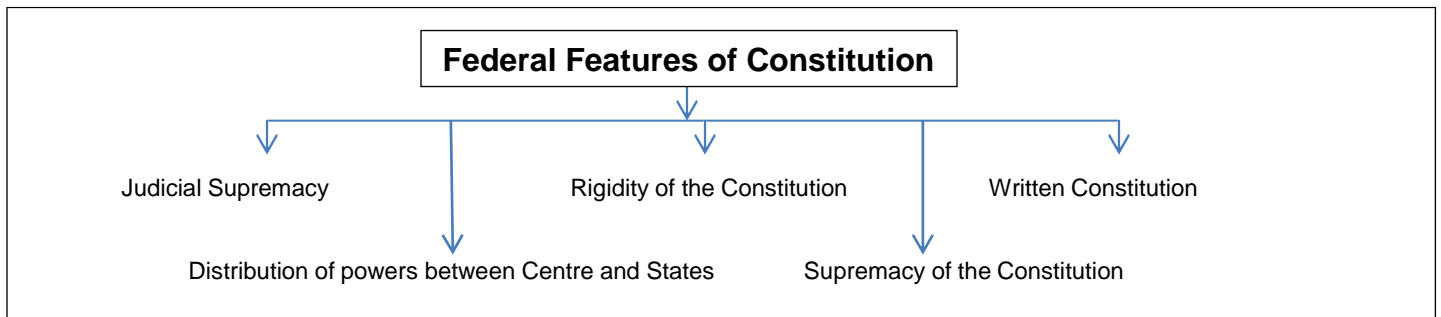 Federal Features of Constitution
Judicial Supremacy
Rigidity of the Constitution
Written Constitution
Distribution of powers between Centre and States
Supremacy of the Constitution